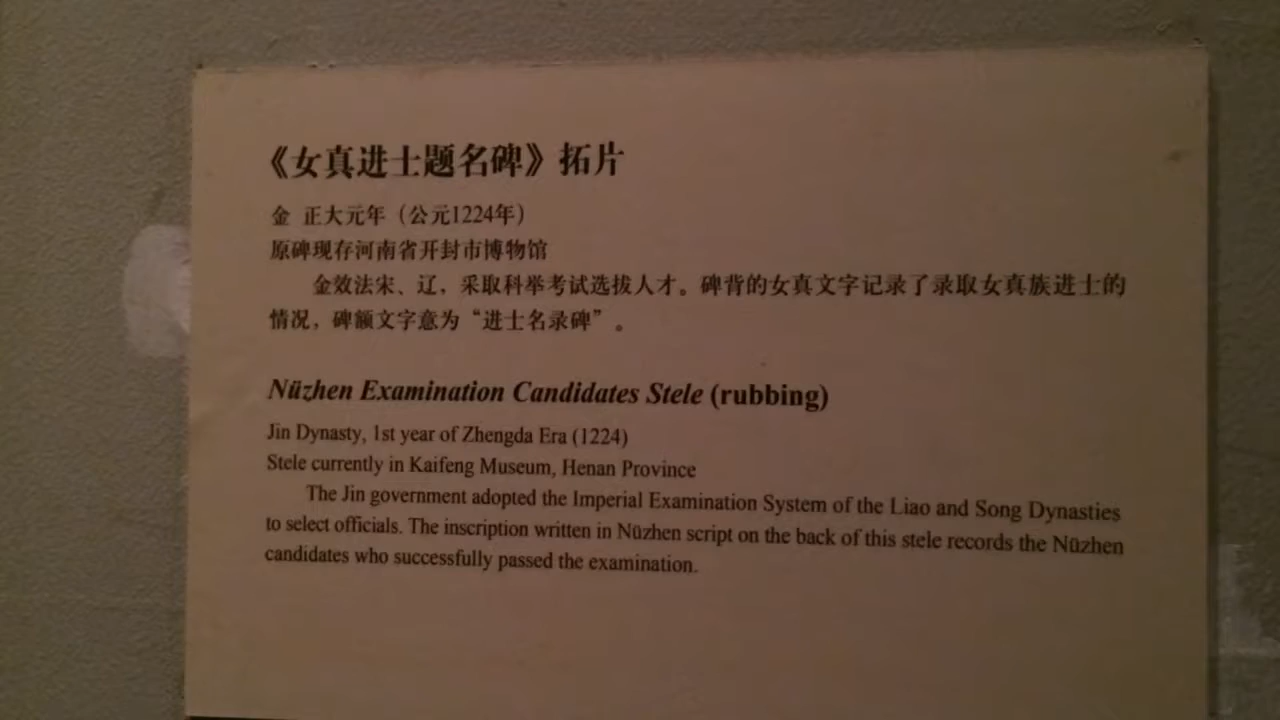 《女真进士题名碑》拓片
金 正大元年（公元1224年）
原碑现存河南省开封市博物馆
金效法宋、辽，采取科举考试选拔人才。碑背的女真文字记录了录取女真族进士的
情况，碑额文字意为“进士名录碑”。
Nüzhen Examination Candidates Stele (rubbing)
Jin Dynasty, 1st year of Zhengda Era (1224)
Stele currently in Kaifeng Museum, Henan Province
The Jin government adopted the Imperial Examination System of the Liao and Song Dynasties
to select officials. The inscription written in Nüzhen script on the back of this stele records the Nüzhen
candidates who successfully passed the examination.